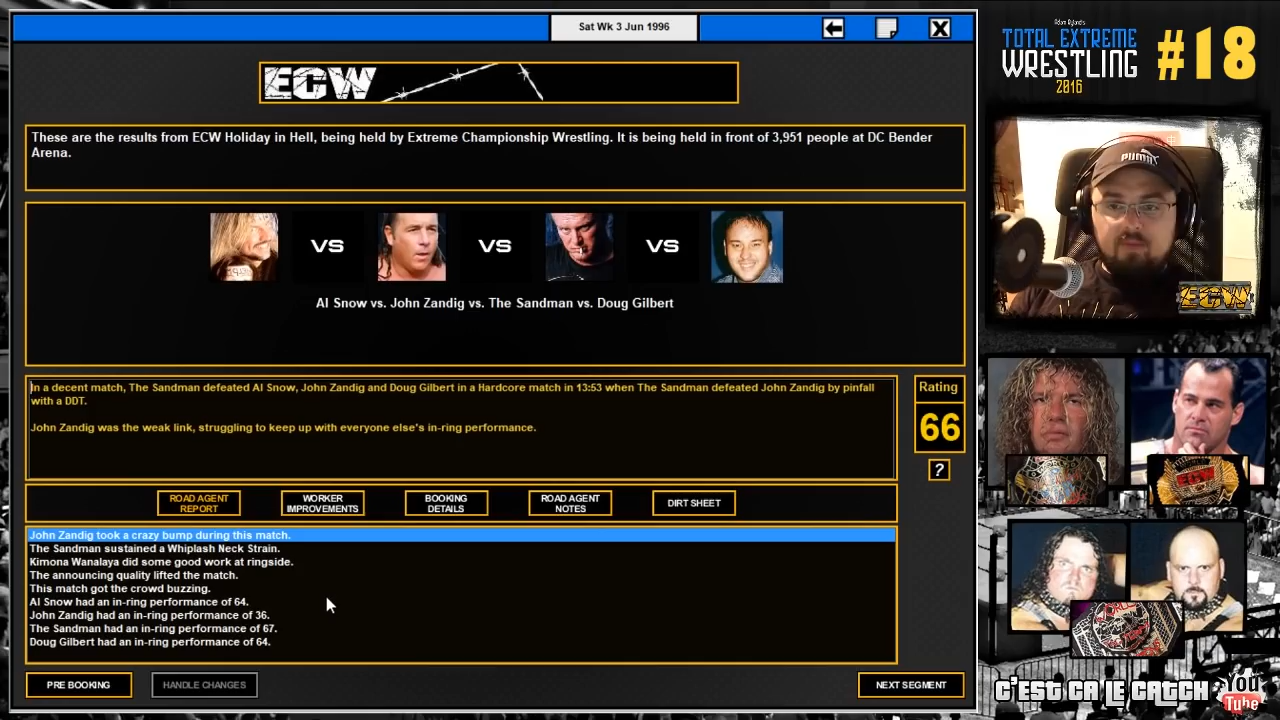 Sat Wk 3 Jun 1996
Adam Ryland's
TOTAL EXTREME
WRESTLING
2016
#18
ECW
These are the results from ECW Holiday in Hell, being held by Extreme Championship Wrestling. It is being held in front of 3,951 people at DC Bender
Arena.
PUMA
ECW
VS VS VS
Al Snow vs. John Zandig vs. The Sandman vs. Doug Gilbert
In a decent match, The Sandman defeated Al Snow, John Zandig and Doug Gilbert in a Hardcore match in 13:53 when The Sandman defeated John Zandig by pinfall
with a DDT.
John Zandig was the weak link, struggling to keep up with everyone else's in-ring performance.
Rating
66
?
ROAD AGENT
REPORT
WORKER
IMPROVEMENTS
BOOKING
DETAILS
ROAD AGENT
NOTES
DIRT SHEET
John Zandig took a crazy bump during this match.
The Sandman sustained a Whiplash Neck Strain.
Kimona Wanalaya did some good work at ringside.
The announcing quality lifted the match.
This match got the crowd buzzing.
Al Snow had an in-ring performance of 64.
John Zandig had an in-ring performance of 36.
The Sandman had an in-ring performance of 67.
Doug Gilbert had an in-ring performance of 64.
PRE BOOKING
HANDLE CHANGES
NEXT SEGMENT
ECW
C'EST CA LE CATCH
You
Tube